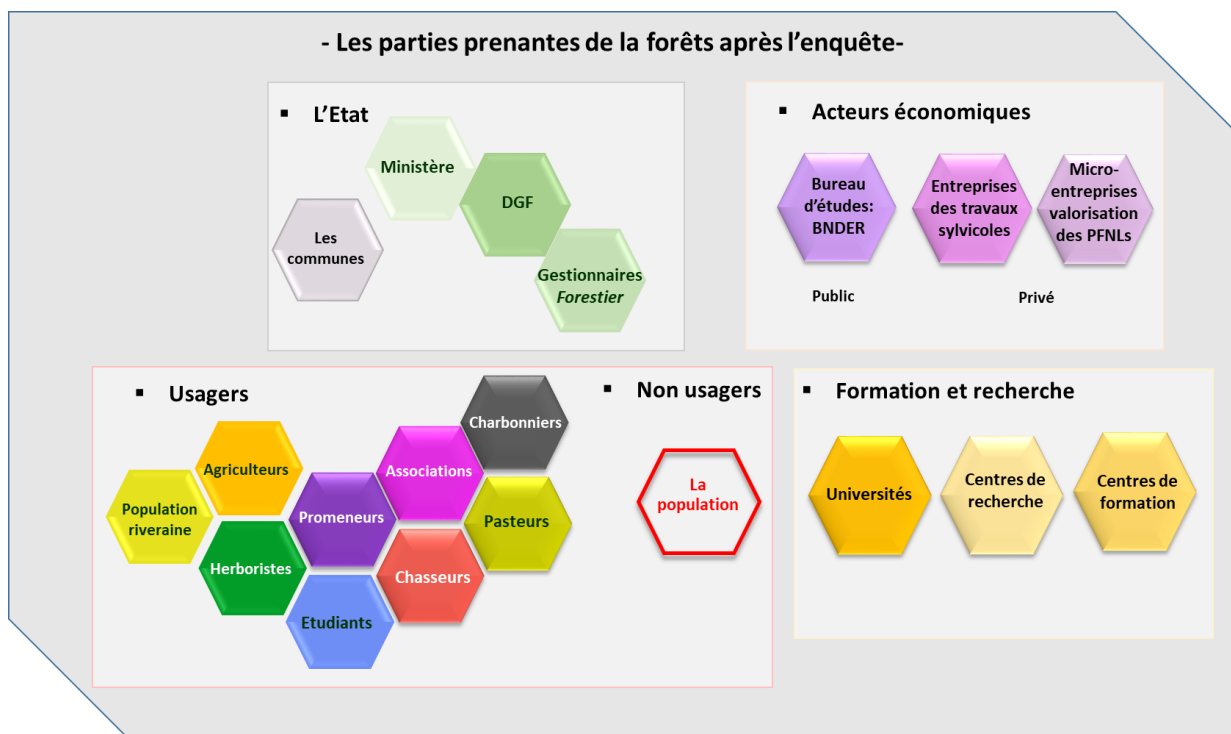 - Les parties prenantes de la forêts après l'enquête-
▪ L'Etat
Ministère
DGF
Les
communes
Gestionnaires
Forestier
▪ Acteurs économiques
Bureau
d'études:
BNDER
Entreprises
des travaux
sylvicoles
Micro-
entreprises
valorisation
des PFNLs
Public
Privé
▪ Usagers
Charbonniers
Agriculteurs
Associations
Population
riveraine
Promeneurs
Pasteurs
Herboristes
Chasseurs
Etudiants
▪ Non usagers
La
population
▪ Formation et recherche
Universités
Centres de
recherche
Centres de
formation